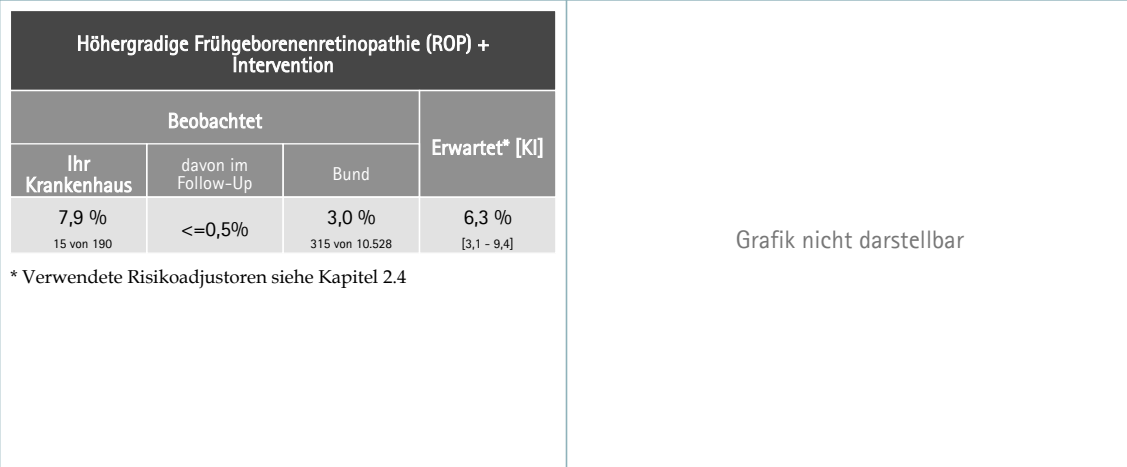 Höhergradige Frühgeborenenretinopathie (ROP) +
Intervention
Beobachtet
Erwartet* [KI]
Ihr
Krankenhaus
davon im
Follow-Up
Bund
7,9 %
15 von 190
<=0,5%
3,0 %
315 von 10.528
6,3 %
[3,1 - 9,4]
* Verwendete Risikoadjustoren siehe Kapitel 2.4
Grafik nicht darstellbar